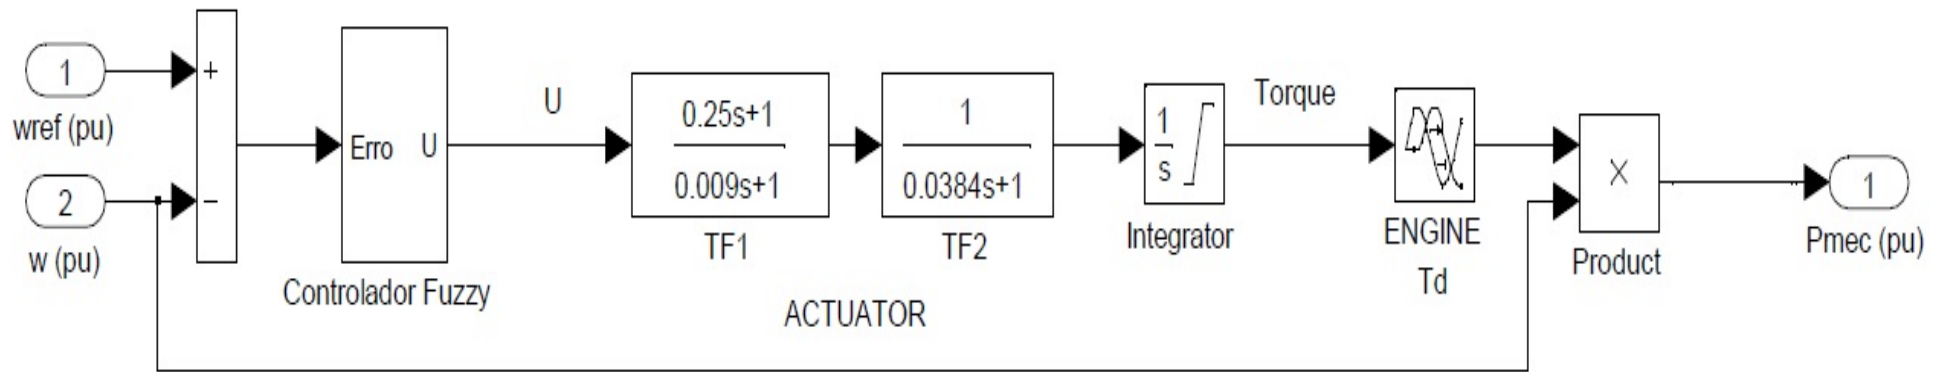 1
wref (pu)
2
w (pu)
+
−
Erro U
Controlador Fuzzy
U
0.25s+1
0.009s+1
TF1
1
0.0384s+1
TF2
ACTUATOR
1
s
Integrator
Torque
ENGINE
Td
X
Product
1
Pmec (pu)